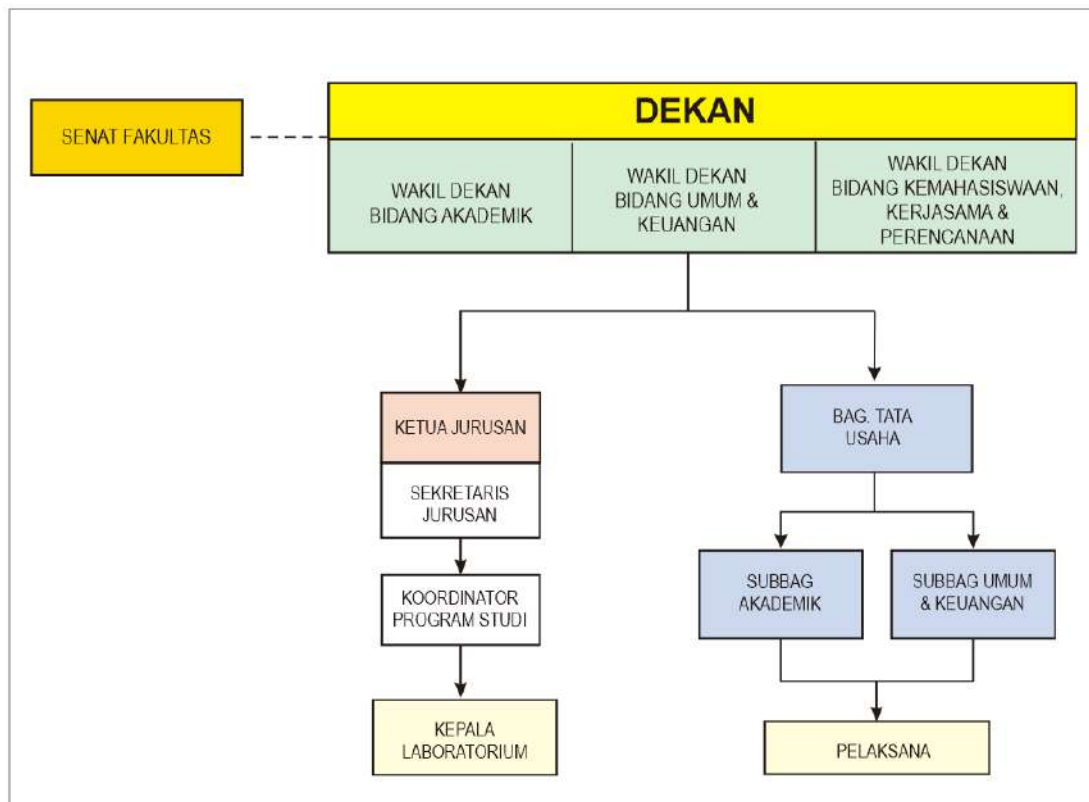 DEKAN
SENAT FAKULTAS
WAKIL DEKAN
BIDANG AKADEMIK
WAKIL DEKAN
BIDANG UMUM &
KEUANGAN
WAKIL DEKAN
BIDANG KEMAHASISWAAN,
KERJASAMA &
PERENCANAAN
KETUA JURUSAN
SEKRETARIS
JURUSAN
KOORDINATOR
PROGRAM STUDI
KEPALA
LABORATORIUM
BAG. TATA
USAHA
SUBBAG
AKADEMIK
SUBBAG UMUM
& KEUANGAN
PELAKSANA